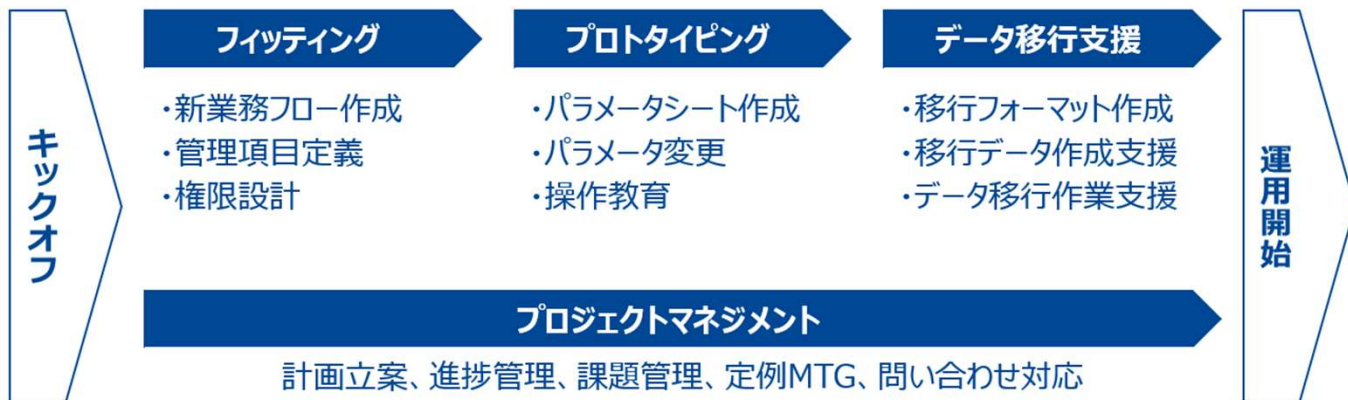 キックオフ
フィッティング
・新業務フロー作成
・管理項目定義
・権限設計
プロトタイピング
・パラメータシート作成
・パラメータ変更
・操作教育
データ移行支援
・移行フォーマット作成
・移行データ作成支援
・データ移行作業支援
プロジェクトマネジメント
計画立案、進捗管理、課題管理、定例MTG、問い合わせ対応
運用開始